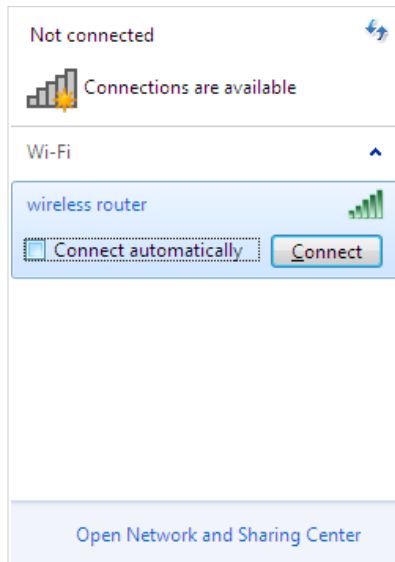 Not connected
Connections are available
Wi-Fi
wireless router
Connect automatically
Connect
Open Network and Sharing Center